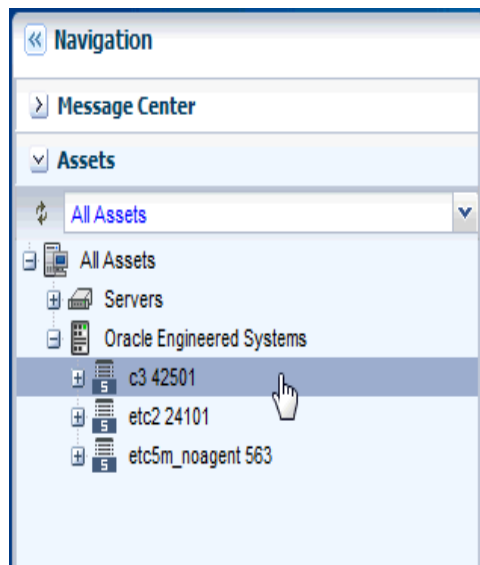 Navigation
Message Center
Assets
All Assets
All Assets
Servers
Oracle Engineered Systems
c3 42501
etc2 24101
etc5m_noagent 563